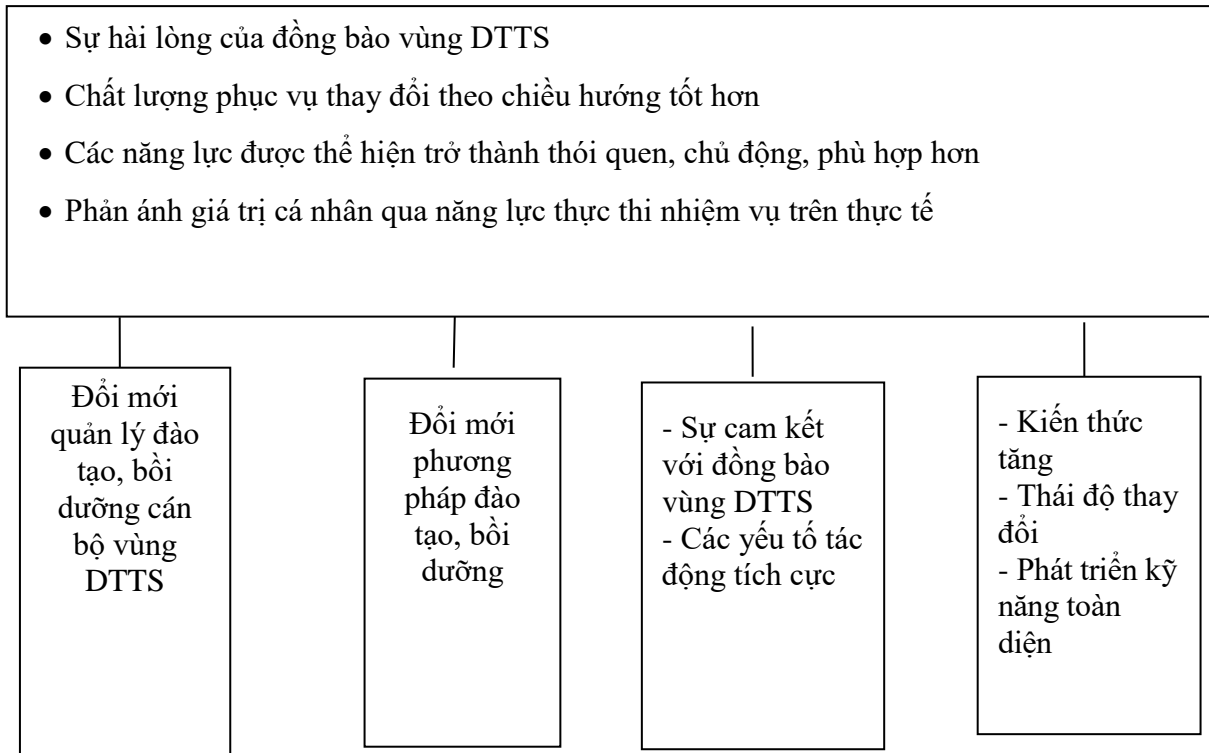 • Sự hài lòng của đồng bào vùng DTTS
• Chất lượng phục vụ thay đổi theo chiều hướng tốt hơn
• Các năng lực được thể hiện trở thành thói quen, chủ động, phù hợp hơn
• Phản ánh giá trị cá nhân qua năng lực thực thi nhiệm vụ trên thực tế
Đổi mới
quản lý đào
tạo, bồi
dưỡng cán
bộ vùng
DTTS
Đổi mới
phương
pháp đào
tạo, bồi
dưỡng
- Sự cam kết
với đồng bào
vùng DTTS
- Các yếu tố tác
động tích cực
- Kiến thức
tăng
- Thái độ thay
đổi
- Phát triển kỹ
năng toàn
diện